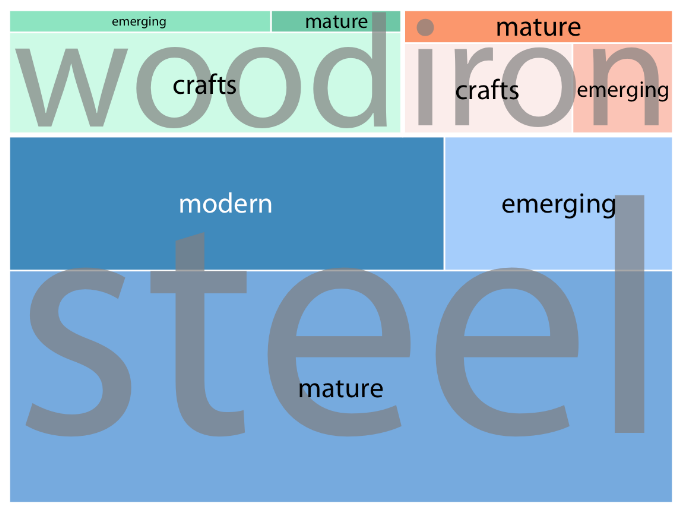 emerging
mature
crafts
wood
mature
crafts
emerging
iron
modern
emerging
mature
steel